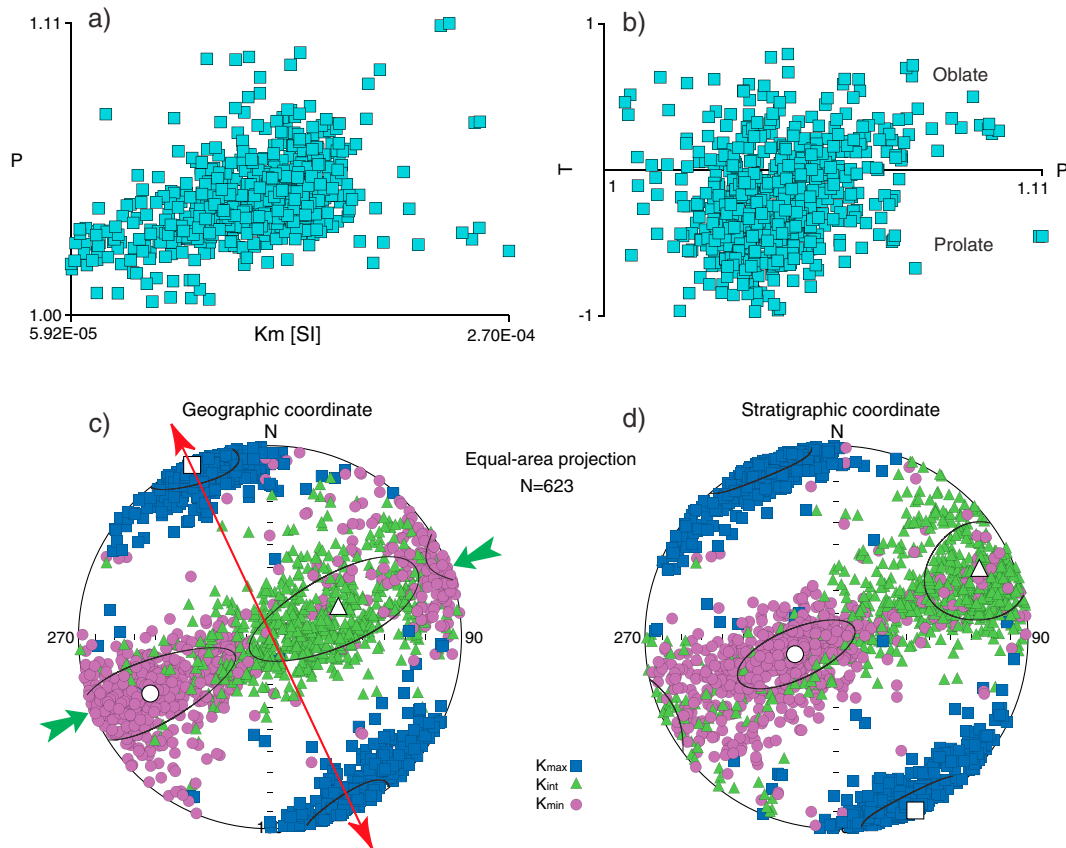 a)
1.11
P
1.00
5.92E-05
Km [SI]
2.70E-04
b)
1
T
1
P
1.11
-1
Oblate
Prolate
c)
Geographic coordinate
N
270
90
1
Equal-area projection
N=623
d)
Stratigraphic coordinate
N
270
90
Kmax
Kint
Kmin